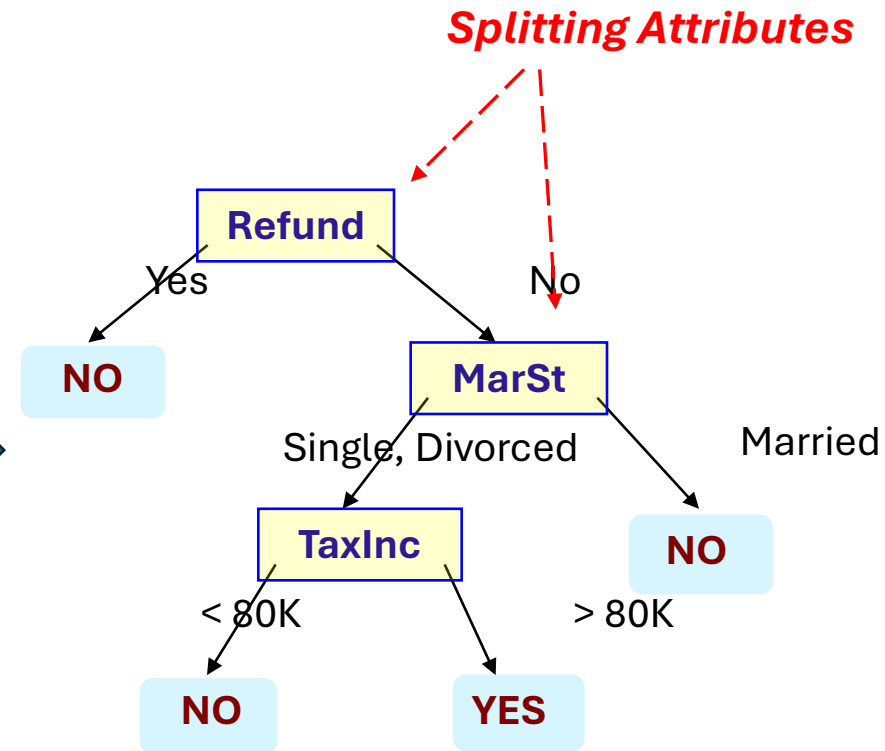 Splitting Attributes
Refund
Yes
No
NO
MarSt
Single, Divorced
Married
TaxInc
NO
< 80K
> 80K
NO
YES